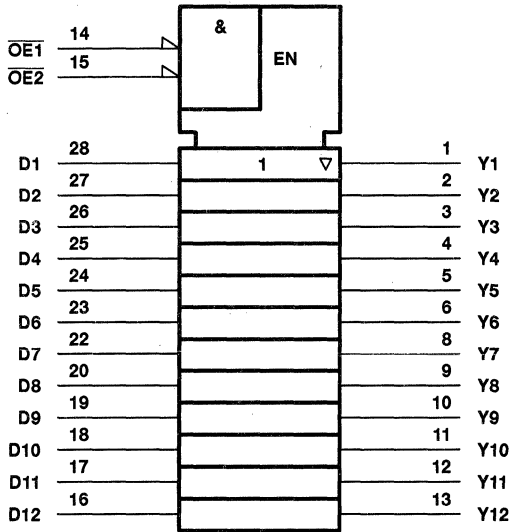 &
OE1 14
EN
OE2 15
D1 28 1 ▽ 1 Y1
D2 27 2 Y2
D3 26 3 Y3
D4 25 4 Y4
D5 24 5 Y5
D6 23 6 Y6
D7 22 8 Y7
D8 20 9 Y8
D9 19 10 Y9
D10 18 11 Y10
D11 17 12 Y11
D12 16 13 Y12